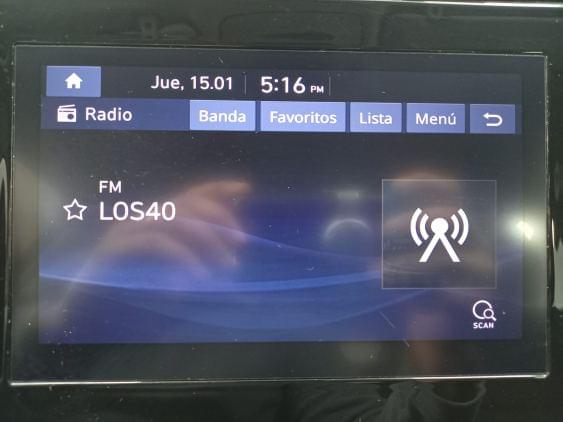 Jue, 15.01 5:16 PM
Radio Banda Favoritos Lista Menú
FM
LOS40
SCAN